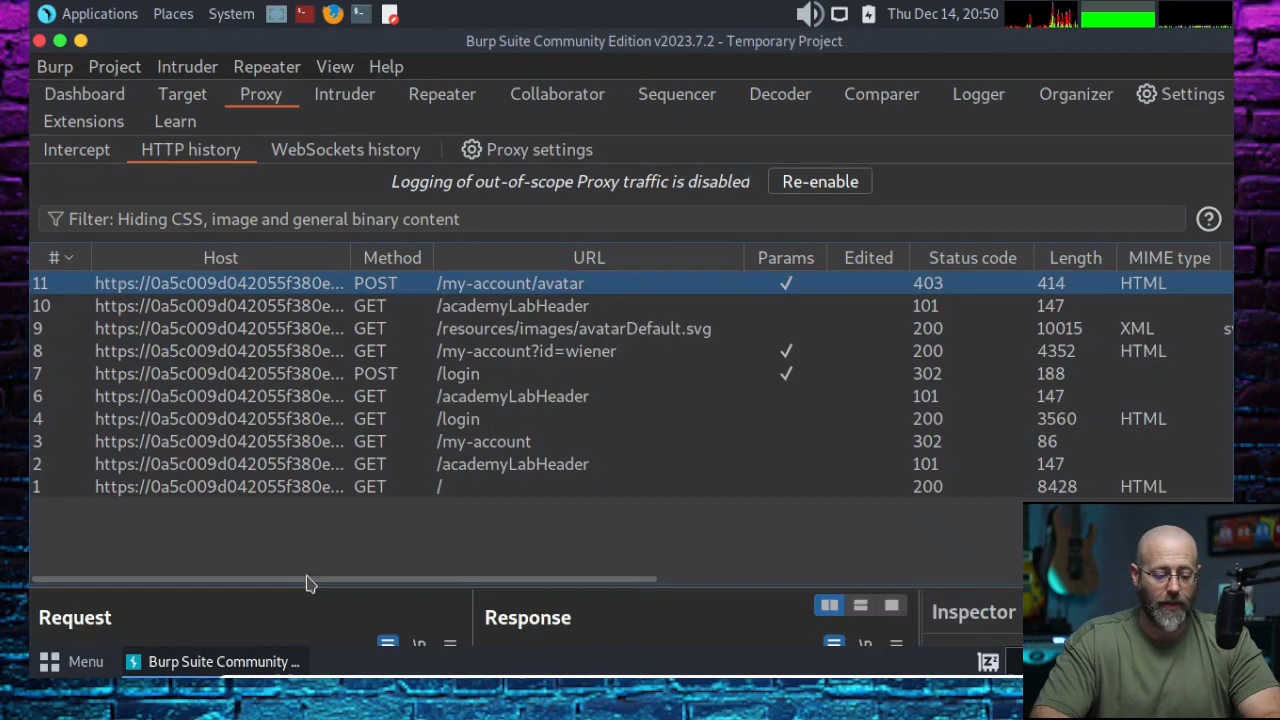 Applications Places System Thu Dec 14, 20:50
Burp Suite Community Edition v2023.7.2 - Temporary Project
Burp Project Intruder Repeater View Help
Dashboard Target Proxy Intruder Repeater Collaborator Sequencer Decoder Comparer Logger Organizer Settings
Extensions Learn
Intercept HTTP history WebSockets history Proxy settings
Logging of out-of-scope Proxy traffic is disabled Re-enable
Filter: Hiding CSS, image and general binary content ?
# Host Method URL Params Edited Status code Length MIME type
11 https://0a5c009d042055f380e... POST /my-account/avatar ✓ 403 414 HTML
10 https://0a5c009d042055f380e... GET /academyLabHeader 101 147
9 https://0a5c009d042055f380e... GET /resources/images/avatarDefault.svg 200 10015 XML
8 https://0a5c009d042055f380e... GET /my-account?id=wiener ✓ 200 4352 HTML
7 https://0a5c009d042055f380e... POST /login ✓ 302 188
6 https://0a5c009d042055f380e... GET /academyLabHeader 101 147
4 https://0a5c009d042055f380e... GET /login 200 3560 HTML
3 https://0a5c009d042055f380e... GET /my-account 302 86
2 https://0a5c009d042055f380e... GET /academyLabHeader 101 147
1 https://0a5c009d042055f380e... GET / 200 8428 HTML
Request Response Inspector
Menu Burp Suite Community ...